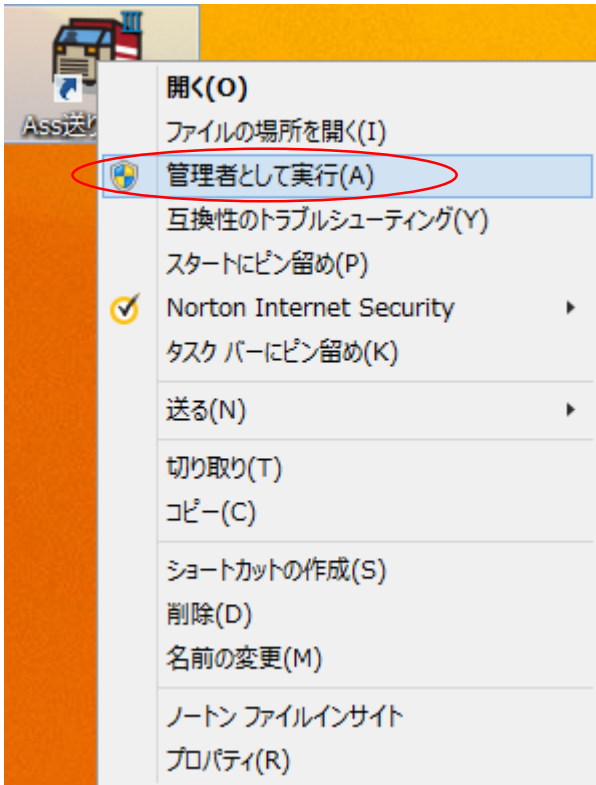 Ass送り
開く(O)
ファイルの場所を開く(I)
管理者として実行(A)
互換性のトラブルシューティング(Y)
スタートにピン留め(P)
Norton Internet Security
タスク バーにピン留め(K)
送る(N)
切り取り(T)
コピー(C)
ショートカットの作成(S)
削除(D)
名前の変更(M)
ノートン ファイルインサイト
プロパティ(R)